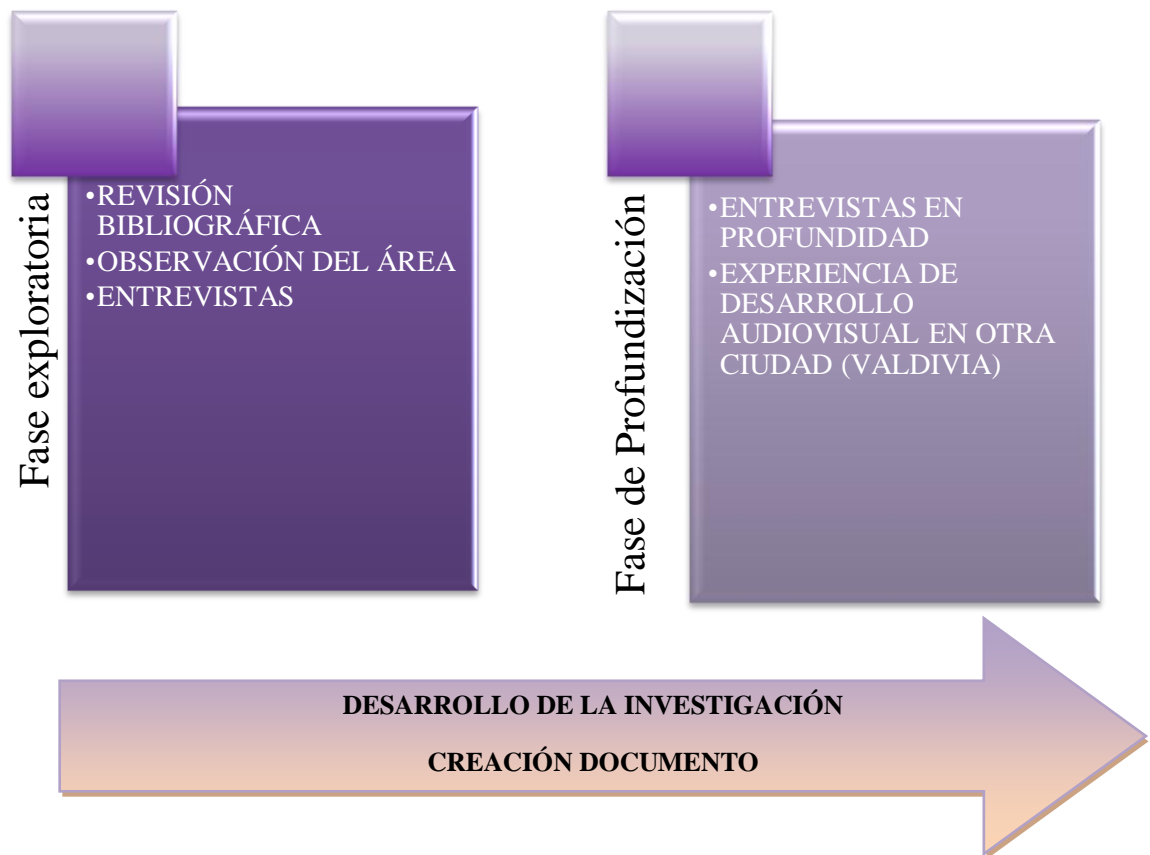 Fase exploratoria
•REVISIÓN
BIBLIOGRÁFICA
•OBSERVACIÓN DEL ÁREA
•ENTREVISTAS
Fase de Profundización
•ENTREVISTAS EN
PROFUNDIDAD
•EXPERIENCIA DE
DESARROLLO
AUDIOVISUAL EN OTRA
CIUDAD (VALDIVIA)
DESARROLLO DE LA INVESTIGACIÓN
CREACIÓN DOCUMENTO